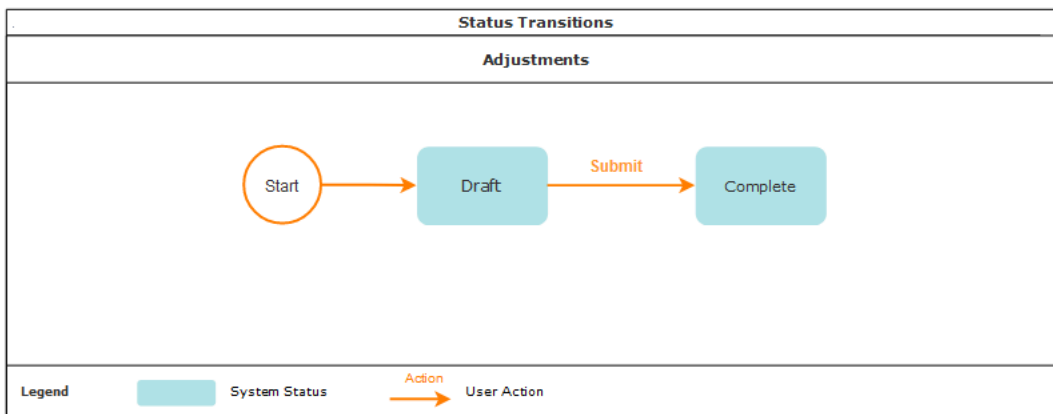 Status Transitions
Adjustments
Start
Draft
Submit
Complete
Legend
System Status
Action
User Action